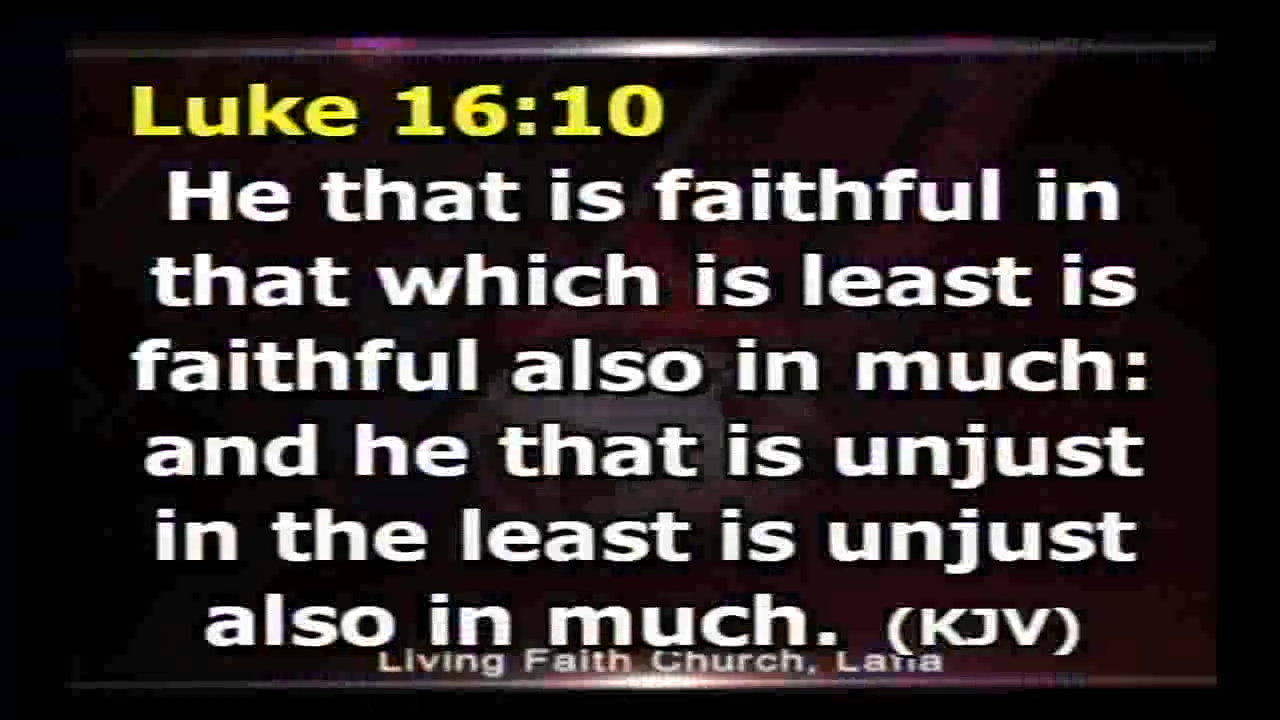 Luke 16:10
He that is faithful in
that which is least is
faithful also in much:
and he that is unjust
in the least is unjust
also in much. (KJV)
Living Faith Church, Lafia